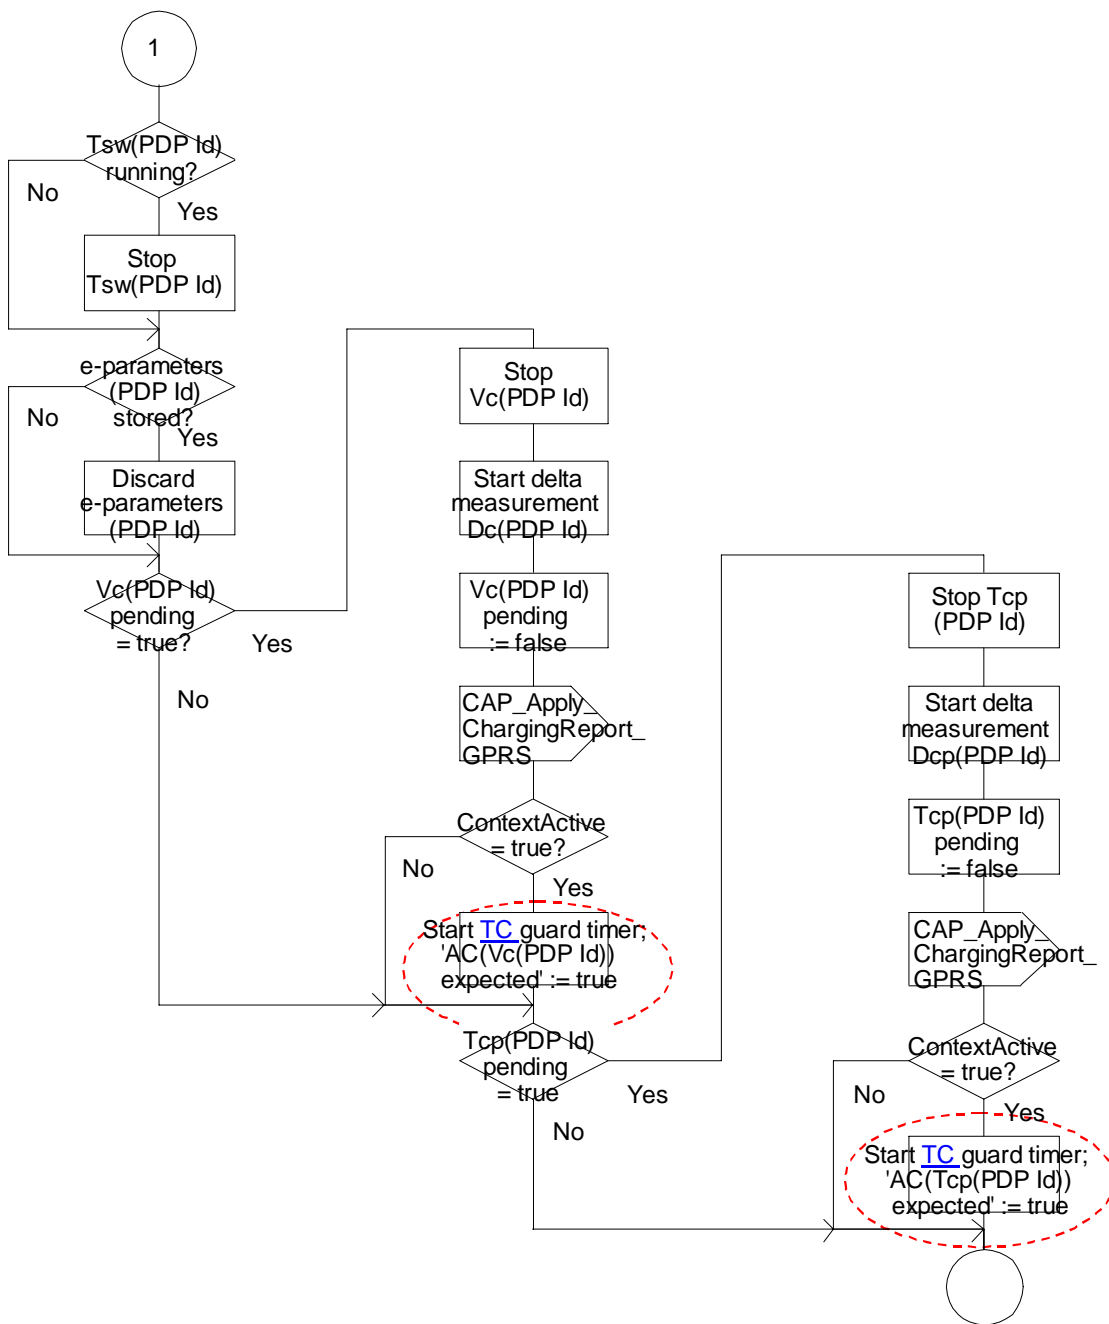 1
Tsw(PDP Id)
running?
No
Yes
Stop
Tsw(PDP Id)
e-parameters
(PDP Id)
stored?
No
Yes
Discard
e-parameters
(PDP Id)
Vc(PDP Id)
pending
= true?
Yes
No
Stop
Vc(PDP Id)
Start delta
measurement
Dc(PDP Id)
Vc(PDP Id)
pending
:= false
CAP_Apply_
ChargingReport_
GPRS
ContextActive
= true?
No
Yes
Start TC guard timer;
'AC(Vc(PDP Id))
expected' := true
Tcp(PDP Id)
pending
= true
Yes
No
Stop Tcp
(PDP Id)
Start delta
measurement
Dcp(PDP Id)
Tcp(PDP Id)
pending
:= false
CAP_Apply_
ChargingReport_
GPRS
ContextActive
= true?
No
Yes
Start TC guard timer;
'AC(Tcp(PDP Id))
expected' := true